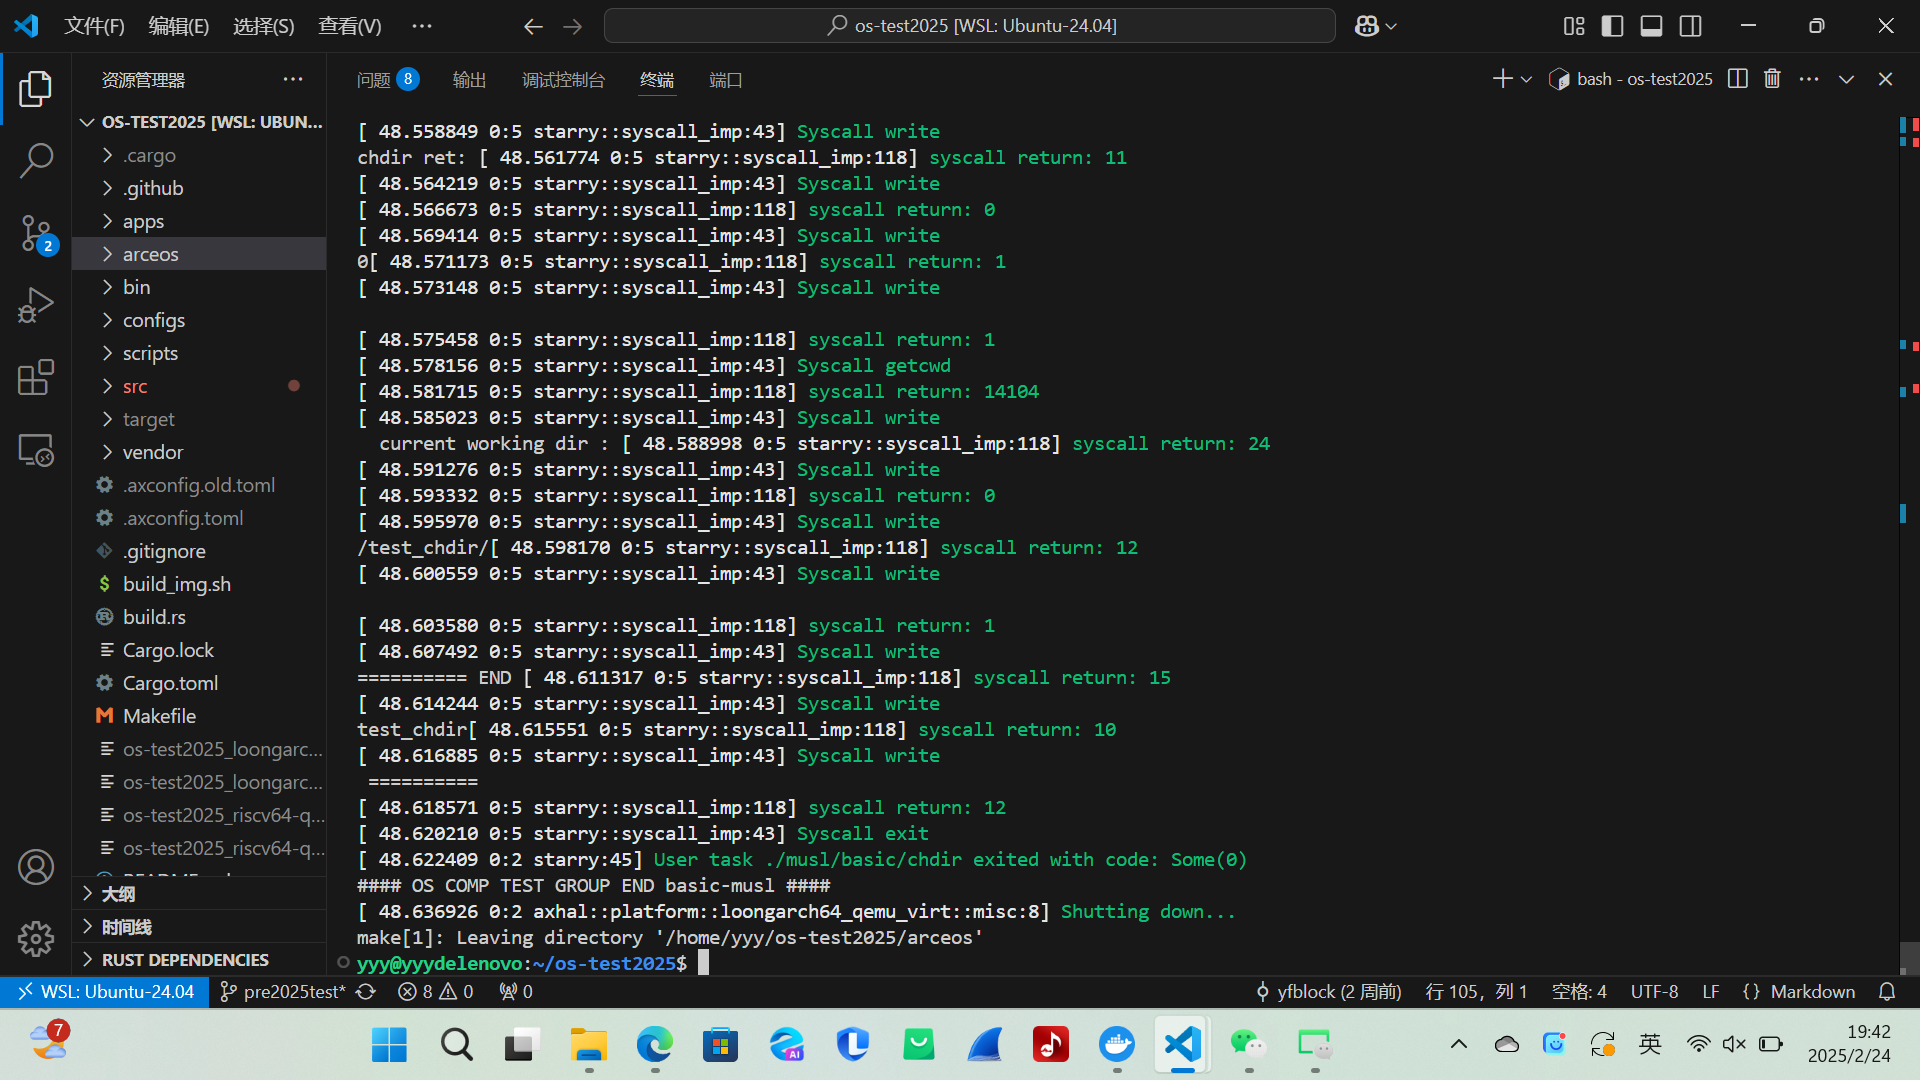 文件(F) 编辑(E) 选择(S) 查看(V) ··· os-test2025 [WSL: Ubuntu-24.04]
资源管理器 ···
问题 8 输出 调试控制台 终端 端口 bash - os-test2025
OS-TEST2025 [WSL: UBUN...
.cargo
.github
apps
arceos
bin
configs
scripts
src
target
vendor
.axconfig.old.toml
.axconfig.toml
.gitignore
build_img.sh
build.rs
Cargo.lock
Cargo.toml
Makefile
os-test2025_loongarc...
os-test2025_loongarc...
os-test2025_riscv64-q...
os-test2025_riscv64-q...
大纲
时间线
RUST DEPENDENCIES
2
[ 48.558849 0:5 starry::syscall_imp:43] Syscall write
chdir ret: [ 48.561774 0:5 starry::syscall_imp:118] syscall return: 11
[ 48.564219 0:5 starry::syscall_imp:43] Syscall write
[ 48.566673 0:5 starry::syscall_imp:118] syscall return: 0
[ 48.569414 0:5 starry::syscall_imp:43] Syscall write
0[ 48.571173 0:5 starry::syscall_imp:118] syscall return: 1
[ 48.573148 0:5 starry::syscall_imp:43] Syscall write
[ 48.575458 0:5 starry::syscall_imp:118] syscall return: 1
[ 48.578156 0:5 starry::syscall_imp:43] Syscall getcwd
[ 48.581715 0:5 starry::syscall_imp:118] syscall return: 14104
[ 48.585023 0:5 starry::syscall_imp:43] Syscall write
current working dir : [ 48.588998 0:5 starry::syscall_imp:118] syscall return: 24
[ 48.591276 0:5 starry::syscall_imp:43] Syscall write
[ 48.593332 0:5 starry::syscall_imp:118] syscall return: 0
[ 48.595970 0:5 starry::syscall_imp:43] Syscall write
/test_chdir/[ 48.598170 0:5 starry::syscall_imp:118] syscall return: 12
[ 48.600559 0:5 starry::syscall_imp:43] Syscall write
[ 48.603580 0:5 starry::syscall_imp:118] syscall return: 1
[ 48.607492 0:5 starry::syscall_imp:43] Syscall write
========== END [ 48.611317 0:5 starry::syscall_imp:118] syscall return: 15
[ 48.614244 0:5 starry::syscall_imp:43] Syscall write
test_chdir[ 48.615551 0:5 starry::syscall_imp:118] syscall return: 10
[ 48.616885 0:5 starry::syscall_imp:43] Syscall write
==========
[ 48.618571 0:5 starry::syscall_imp:118] syscall return: 12
[ 48.620210 0:5 starry::syscall_imp:43] Syscall exit
[ 48.622409 0:2 starry:45] User task ./musl/basic/chdir exited with code: Some(0)
#### OS COMP TEST GROUP END basic-musl ####
[ 48.636926 0:2 axhal::platform::loongarch64_qemu_virt::misc:8] Shutting down...
make[1]: Leaving directory '/home/yyy/os-test2025/arceos'
yyy@yyydelenovo:~/os-test2025$
WSL: Ubuntu-24.04 pre2025test* 8 0 0 yfblock (2 周前) 行 105，列 1 空格: 4 UTF-8 LF {} Markdown
7 AI 英 19:42
2025/2/24